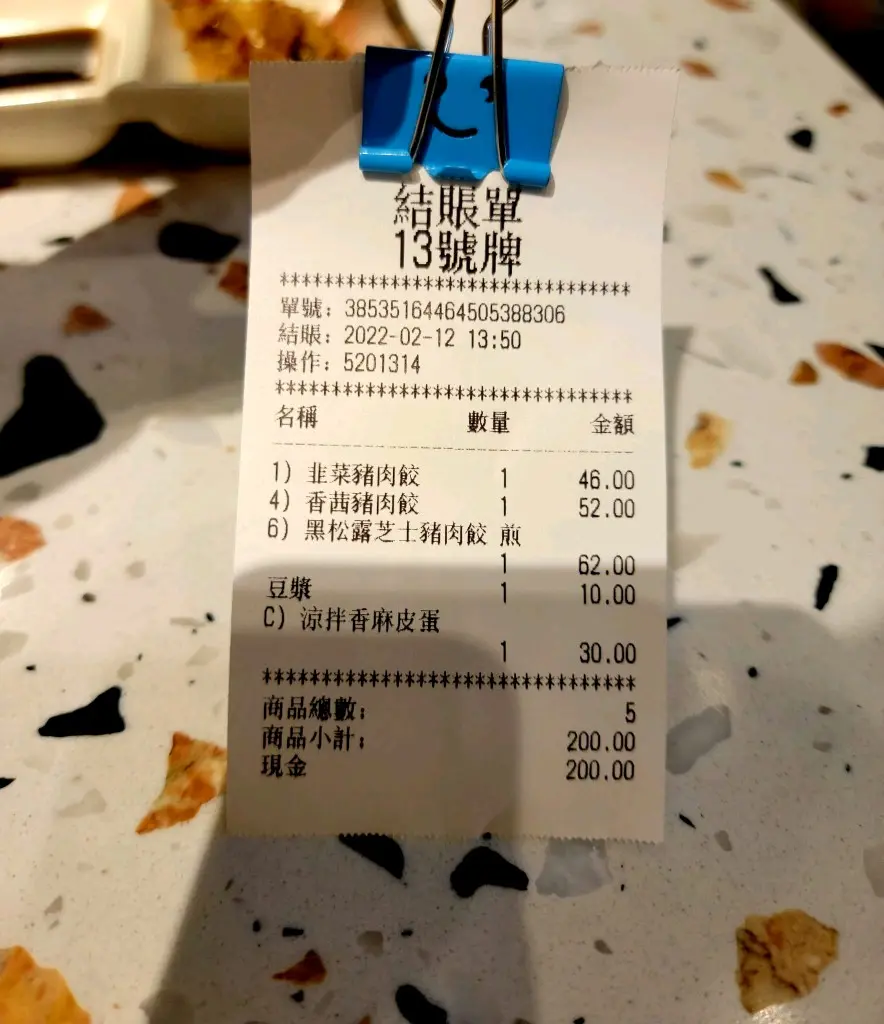 結賬單
13號牌
********************************
單號: 38535164464505388306
結賬: 2022-02-12 13:50
操作: 5201314
********************************
名稱 數量 金額
--------------------------------
1) 韭菜豬肉餃 1 46.00
4) 香茜豬肉餃 1 52.00
6) 黑松露芝士豬肉餃 煎
1 62.00
豆漿 1 10.00
C) 涼拌香麻皮蛋
1 30.00
********************************
商品總數: 5
商品小計: 200.00
現金 200.00